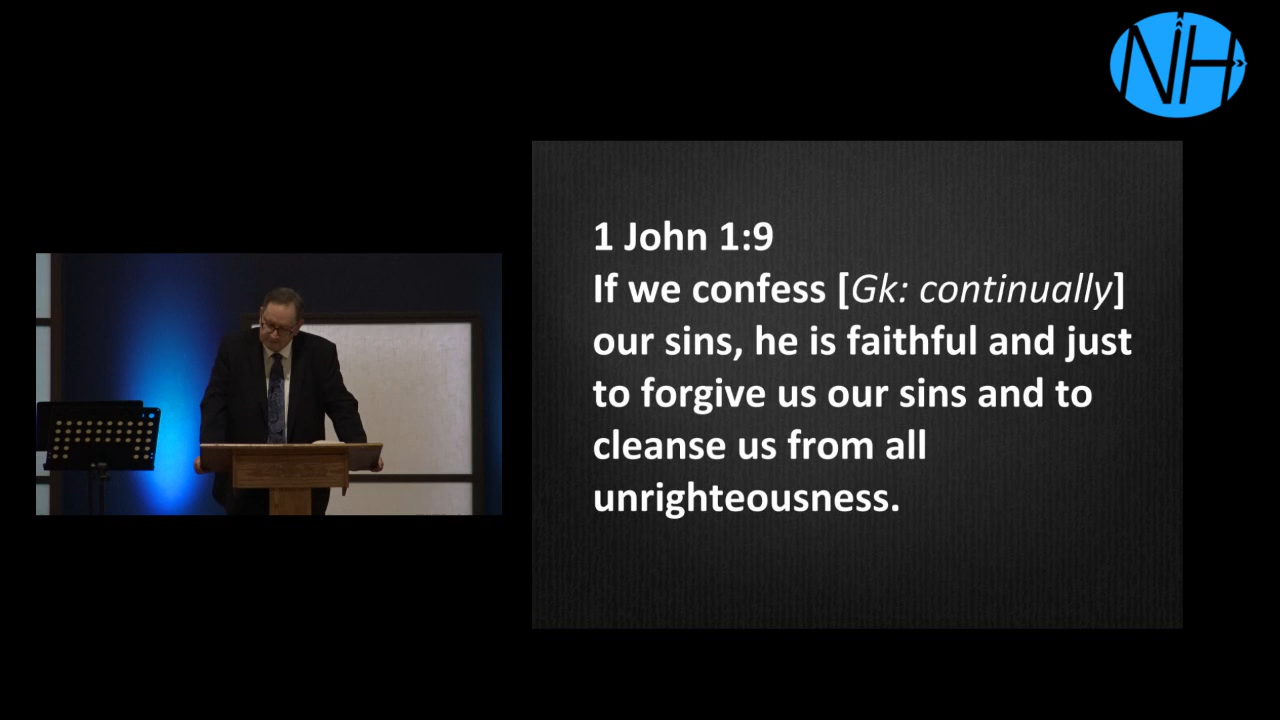 NH
1 John 1:9
If we confess [Gk: continually]
our sins, he is faithful and just
to forgive us our sins and to
cleanse us from all
unrighteousness.